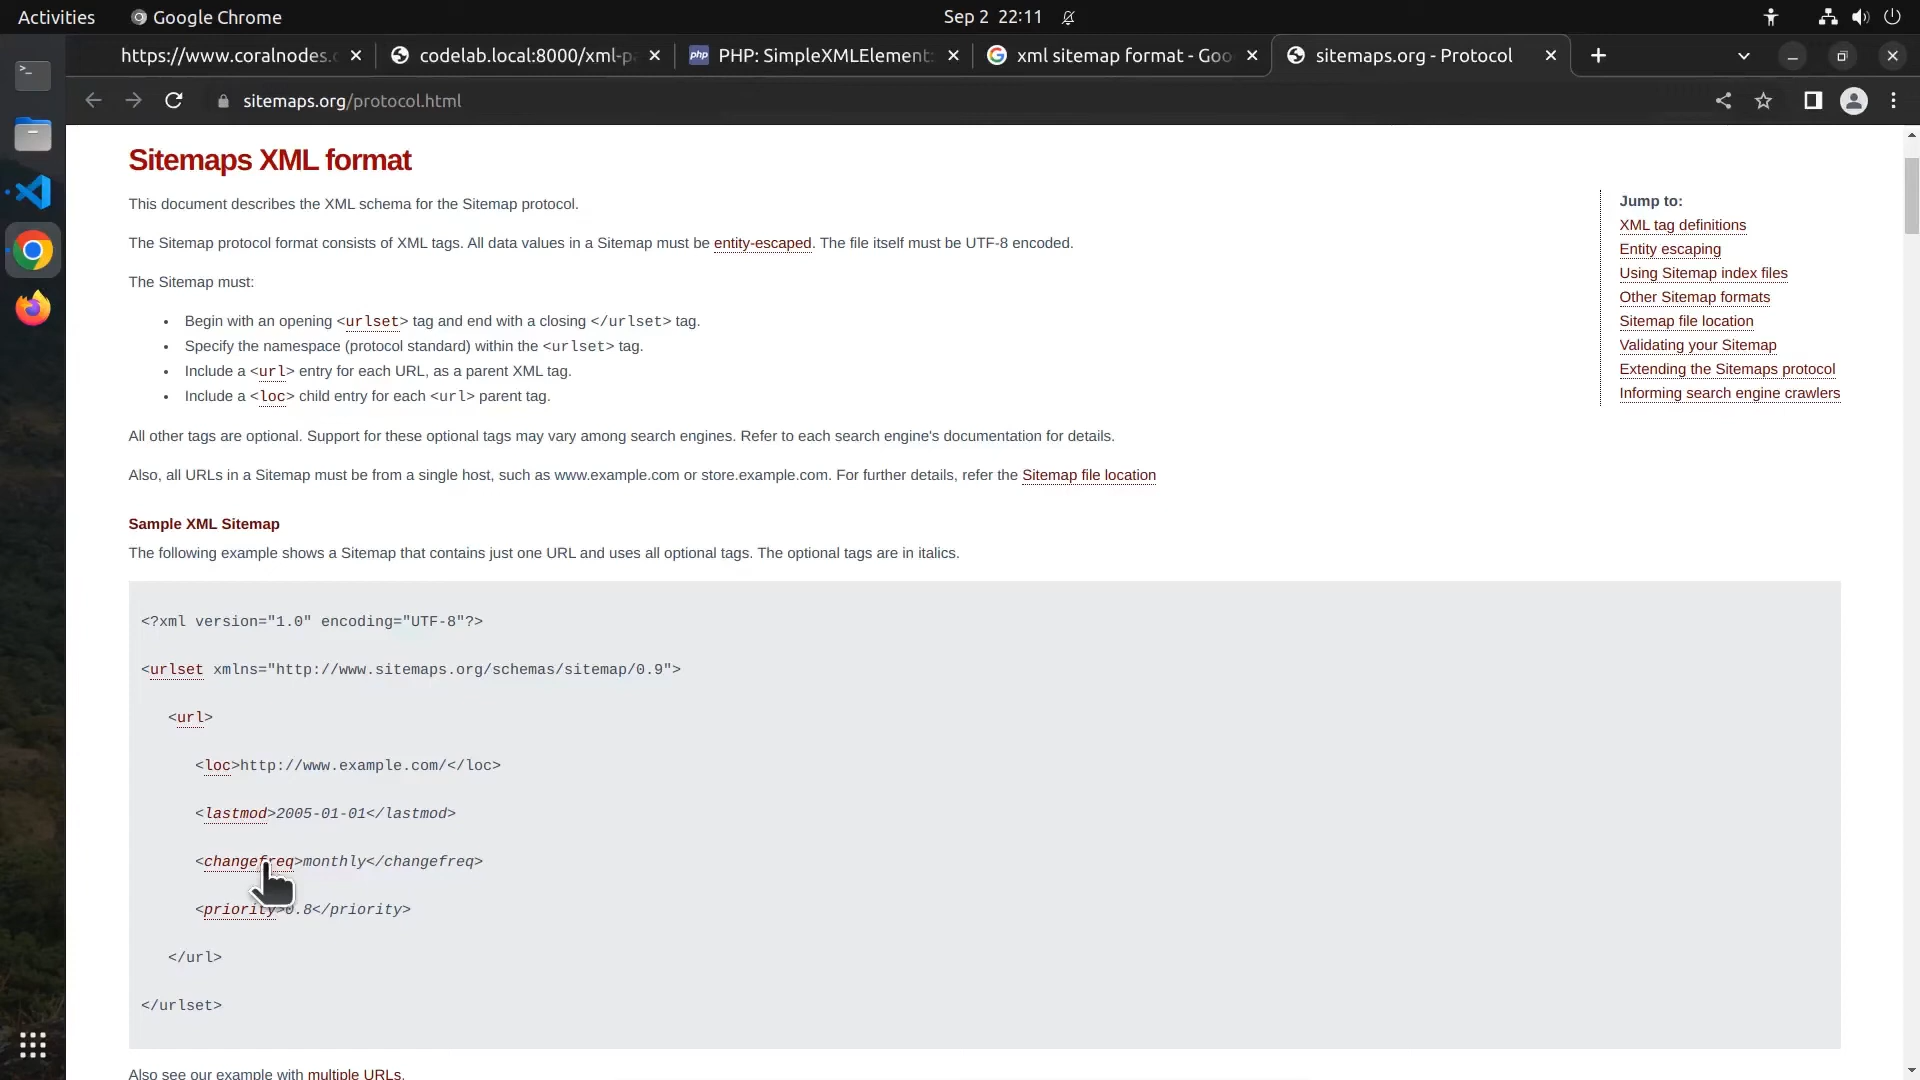 Activities
Google Chrome
Sep 2 22:11
https://www.coralnodes.c
codelab.local:8000/xml-pa
PHP: SimpleXMLElement:
xml sitemap format - Goo
sitemaps.org - Protocol
sitemaps.org/protocol.html
Sitemaps XML format
This document describes the XML schema for the Sitemap protocol.
The Sitemap protocol format consists of XML tags. All data values in a Sitemap must be entity-escaped. The file itself must be UTF-8 encoded.
The Sitemap must:
• Begin with an opening <urlset> tag and end with a closing </urlset> tag.
• Specify the namespace (protocol standard) within the <urlset> tag.
• Include a <url> entry for each URL, as a parent XML tag.
• Include a <loc> child entry for each <url> parent tag.
All other tags are optional. Support for these optional tags may vary among search engines. Refer to each search engine's documentation for details.
Also, all URLs in a Sitemap must be from a single host, such as www.example.com or store.example.com. For further details, refer the Sitemap file location
Jump to:
XML tag definitions
Entity escaping
Using Sitemap index files
Other Sitemap formats
Sitemap file location
Validating your Sitemap
Extending the Sitemaps protocol
Informing search engine crawlers
Sample XML Sitemap
The following example shows a Sitemap that contains just one URL and uses all optional tags. The optional tags are in italics.
<?xml version="1.0" encoding="UTF-8"?>
<urlset xmlns="http://www.sitemaps.org/schemas/sitemap/0.9">
<url>
<loc>http://www.example.com/</loc>
<lastmod>2005-01-01</lastmod>
<changefreq>monthly</changefreq>
<priority>0.8</priority>
</url>
</urlset>
Also see our example with multiple URLs.